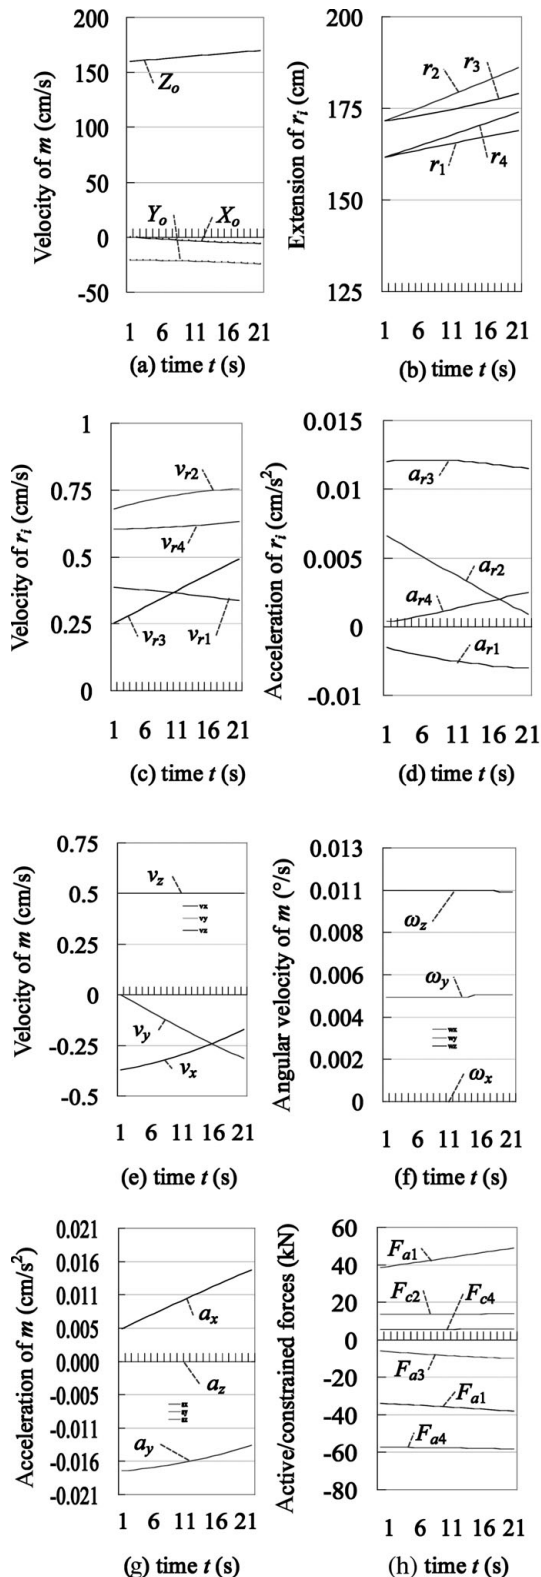 200
150
100
50
0
-50
Velocity of m (cm/s)
Zo
Yo
Xo
1 6 11 16 21
(a) time t (s)
200
175
150
125
Extension of ri (cm)
r2
r3
r1
r4
1 6 11 16 21
(b) time t (s)
1
0.75
0.5
0.25
0
Velocity of ri (cm/s)
vr2
vr4
vr3
vr1
1 6 11 16 21
(c) time t (s)
0.015
0.011
0.005
0
-0.01
Acceleration of ri (cm/s²)
ar3
ar2
ar4
ar1
1 6 11 16 21
(d) time t (s)
0.75
0.5
0.25
0
-0.25
-0.5
Velocity of m (cm/s)
vz
vx
vy
vz
vy
vx
1 6 11 16 21
(e) time t (s)
0.013
0.011
0.008
0.006
0.004
0.002
0
Angular velocity of m (°/s)
ωz
ωy
ωx
1 6 11 16 21
(f) time t (s)
0.021
0.016
0.011
0.005
0.000
-0.005
-0.011
-0.016
-0.021
Acceleration of m (cm/s²)
ax
az
ay
1 6 11 16 21
(g) time t (s)
60
40
20
0
-20
-40
-60
-80
Active/constrained forces (kN)
Fa1
Fc2
Fc4
Fa3
Fa1
Fa4
1 6 11 16 21
(h) time t (s)